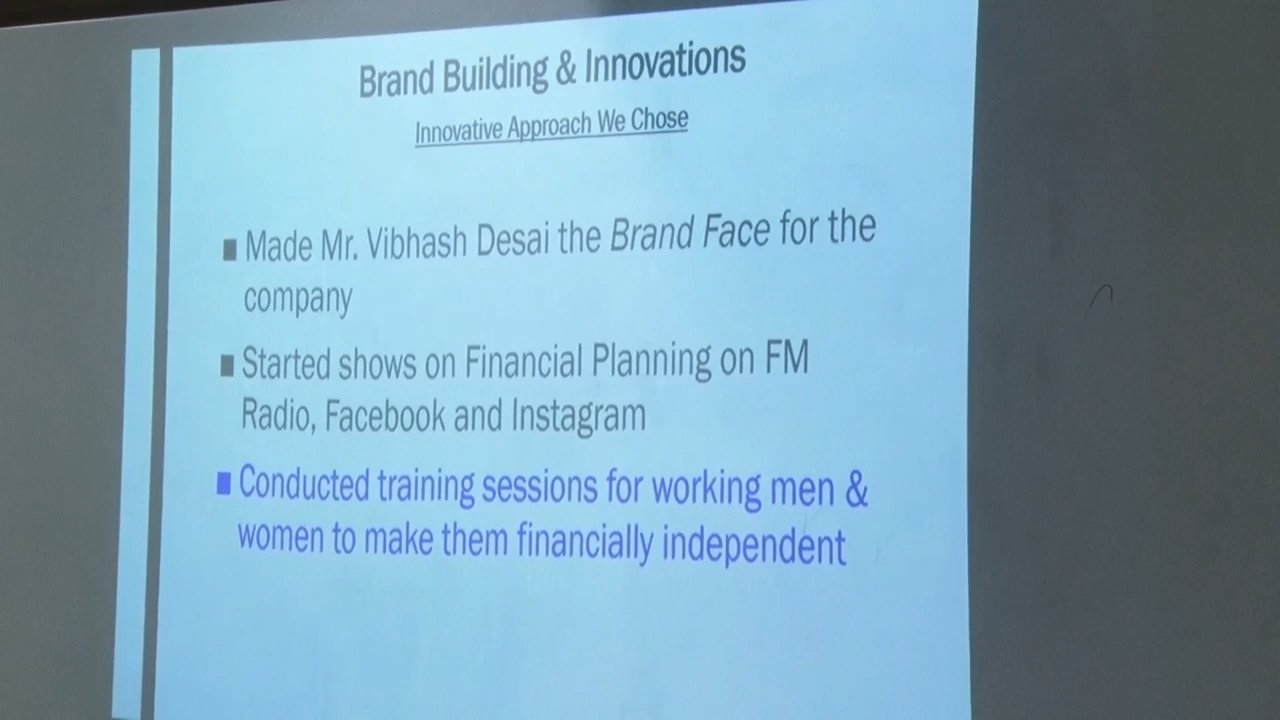 Brand Building & Innovations
Innovative Approach We Chose
■ Made Mr. Vibhash Desai the Brand Face for the
company
■ Started shows on Financial Planning on FM
Radio, Facebook and Instagram
■ Conducted training sessions for working men &
women to make them financially independent